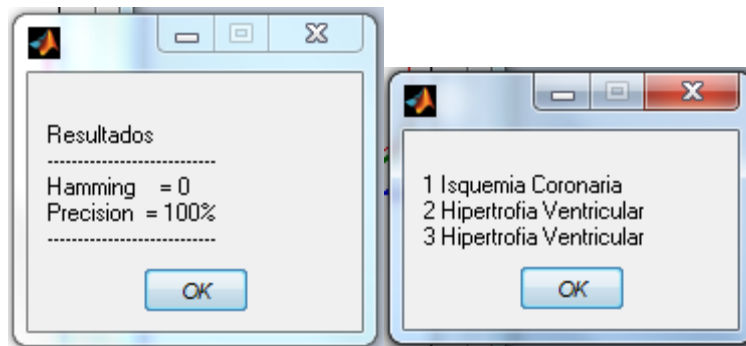 Resultados
----------------------------
Hamming = 0
Precision = 100%
----------------------------
OK
1 Isquemia Coronaria
2 Hipertrofia Ventricular
3 Hipertrofia Ventricular
OK